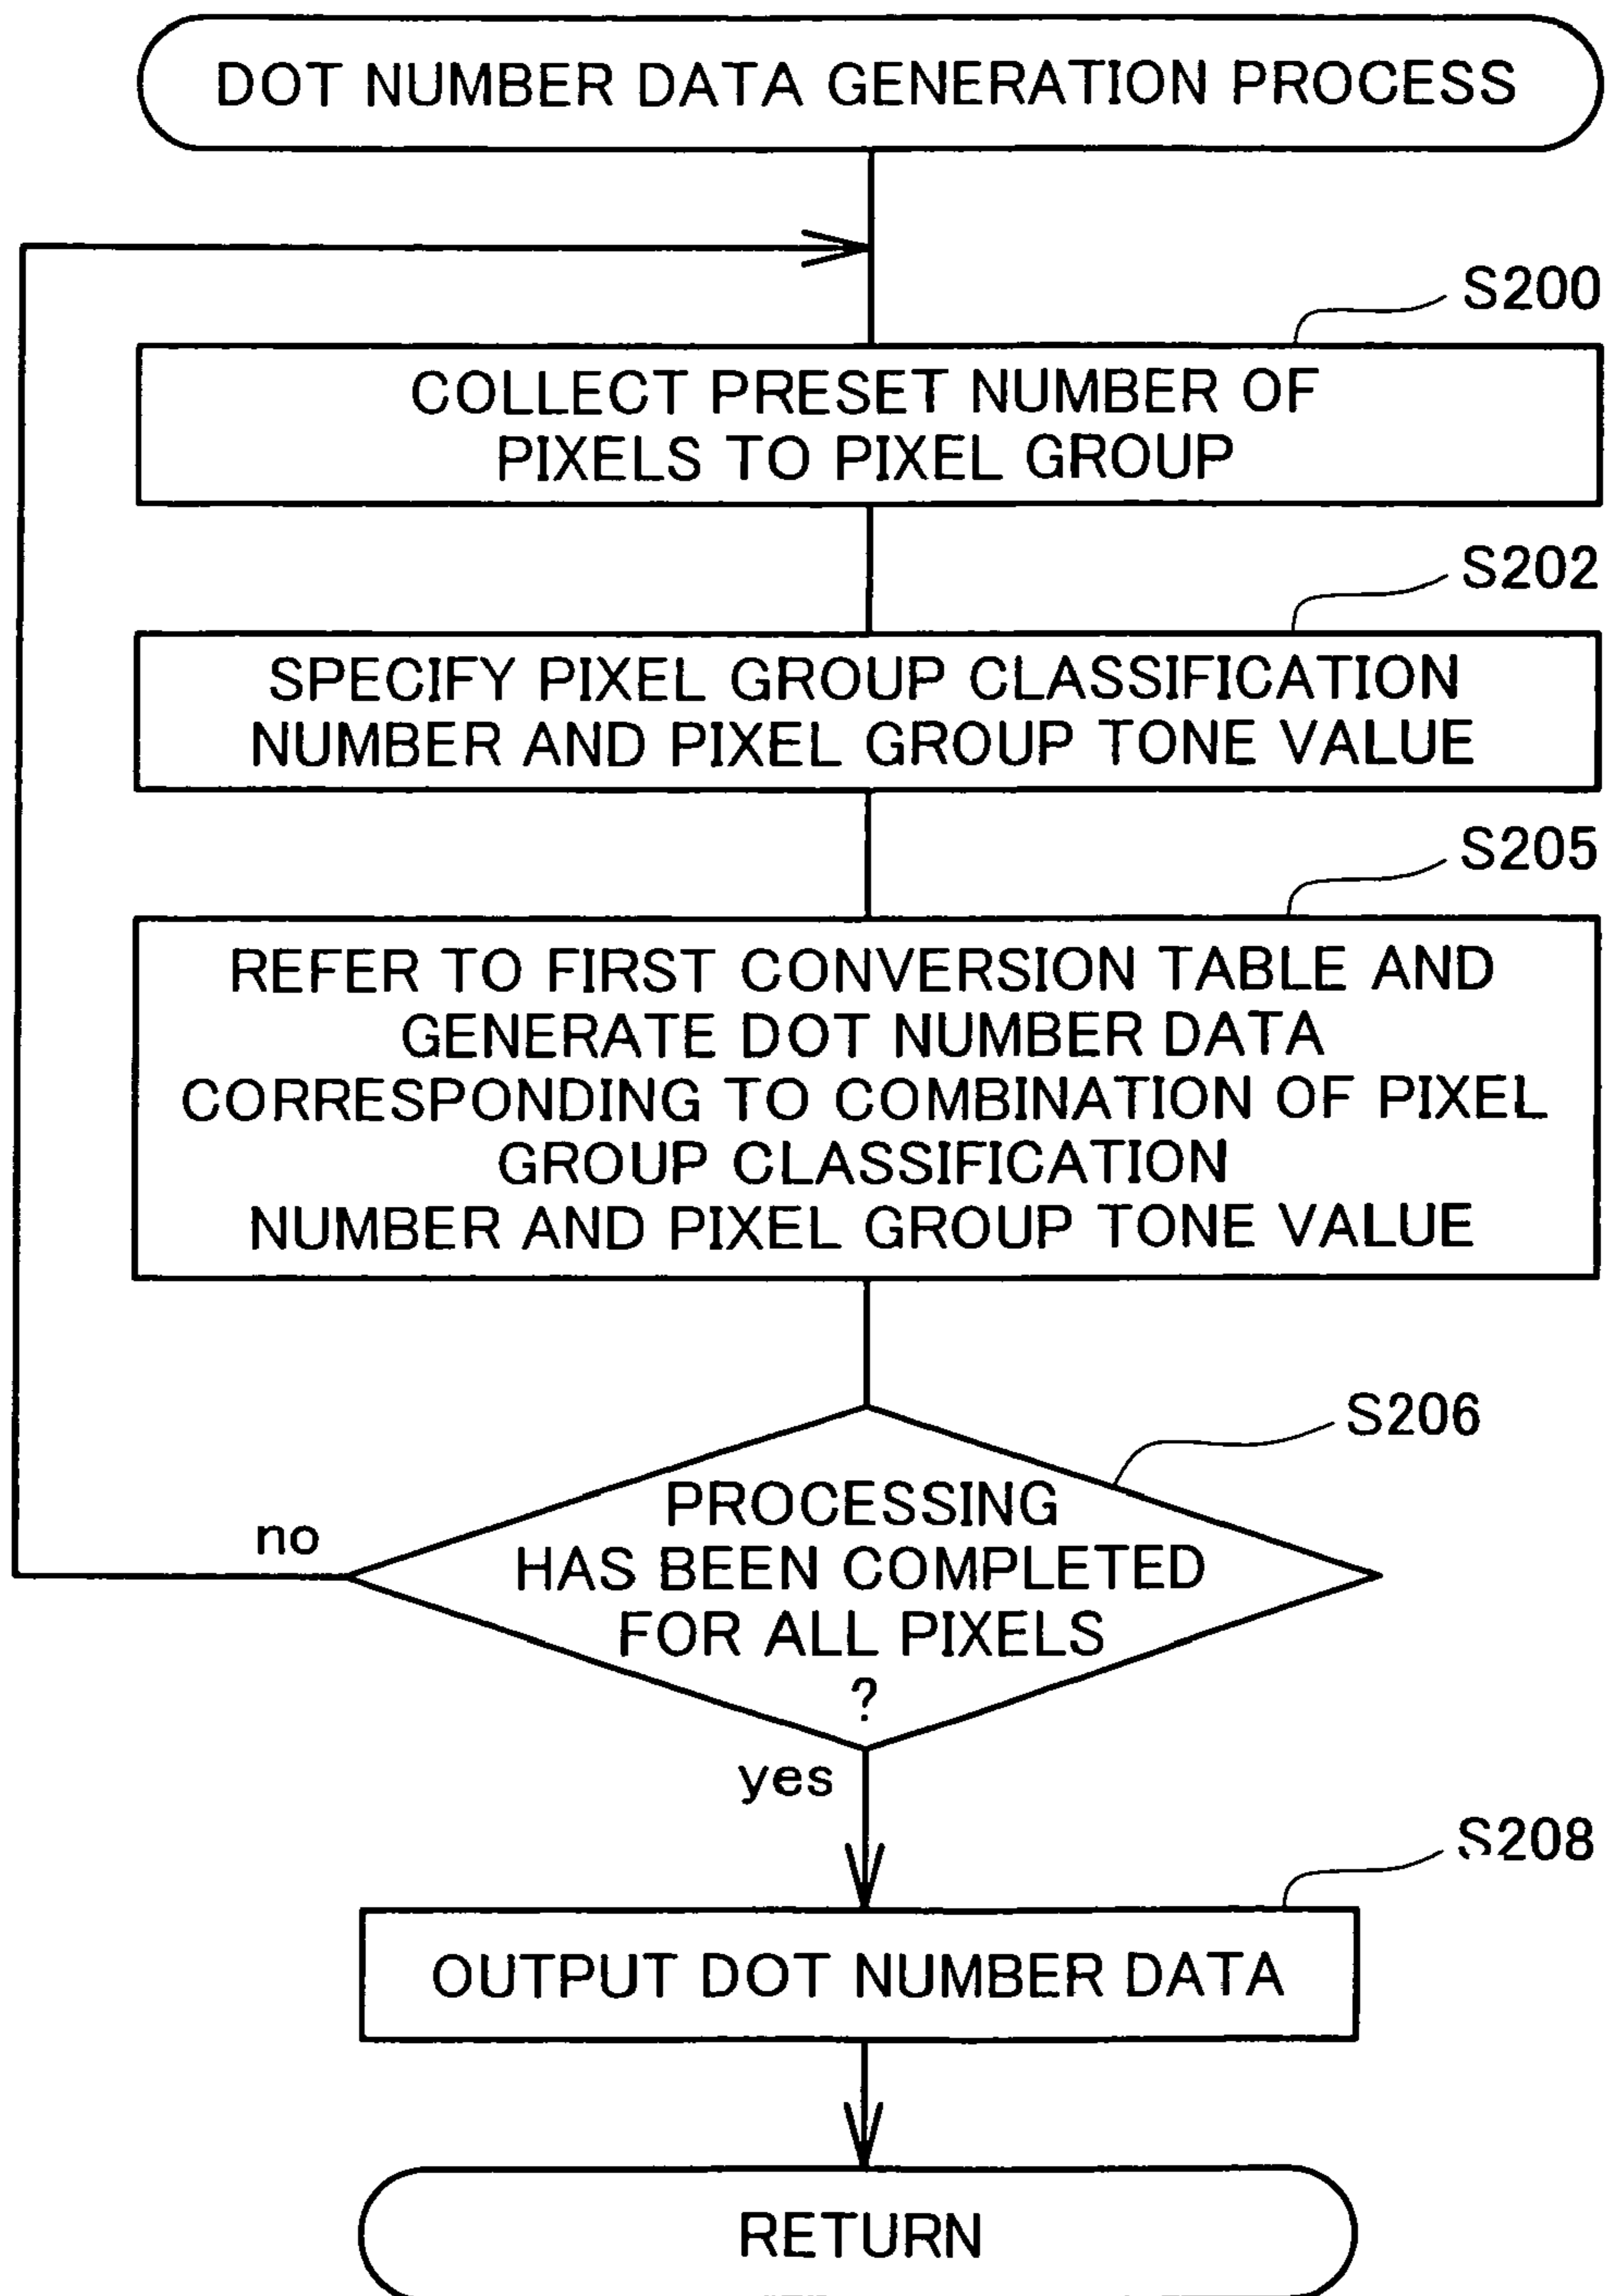 DOT NUMBER DATA GENERATION PROCESS
S200
COLLECT PRESET NUMBER OF
PIXELS TO PIXEL GROUP
S202
SPECIFY PIXEL GROUP CLASSIFICATION
NUMBER AND PIXEL GROUP TONE VALUE
S205
REFER TO FIRST CONVERSION TABLE AND
GENERATE DOT NUMBER DATA
CORRESPONDING TO COMBINATION OF PIXEL
GROUP CLASSIFICATION
NUMBER AND PIXEL GROUP TONE VALUE
S206
PROCESSING
HAS BEEN COMPLETED
FOR ALL PIXELS
?
no
yes
S208
OUTPUT DOT NUMBER DATA
RETURN